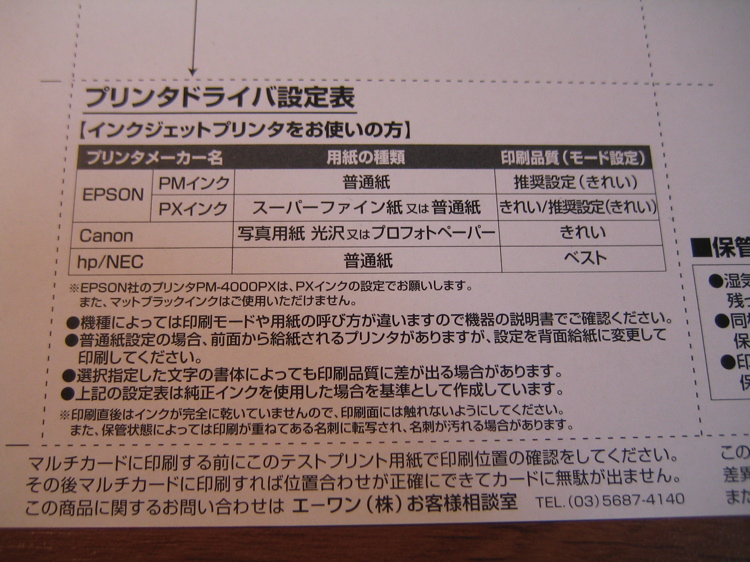 プリンタドライバ設定表
【インクジェットプリンタをお使いの方】
プリンタメーカー名 用紙の種類 印刷品質(モード設定)
EPSON PMインク 普通紙 推奨設定(きれい)
PXインク スーパーファイン紙 又は 普通紙 きれい/推奨設定(きれい)
Canon 写真用紙 光沢 又は プロフォトペーパー きれい
hp/NEC 普通紙 ベスト
※EPSON社のプリンタPM-4000PXは、PXインクの設定でお願いします。
また、マットブラックインクはご使用いただけません。
●機種によっては印刷モードや用紙の呼び方が違いますので機器の説明書でご確認ください。
●普通紙設定の場合、前面から給紙されるプリンタがありますが、設定を背面給紙に変更して
印刷してください。
●選択指定した文字の書体によっても印刷品質に差が出る場合があります。
●上記の設定表は純正インクを使用した場合を基準として作成しています。
※印刷直後はインクが完全に乾いていませんので、印刷面には触れないようにしてください。
また、保管状態によっては印刷が重ねてある名刺に転写され、名刺が汚れる場合があります。
マルチカードに印刷する前にこのテストプリント用紙で印刷位置の確認をしてください。
その後マルチカードに印刷すれば位置合わせが正確にできてカードに無駄が出ません。
この商品に関するお問い合わせは エーワン(株)お客様相談室 TEL.(03)5687-4140
■保管
●湿気
残
●同
保
●印
この
差異
また